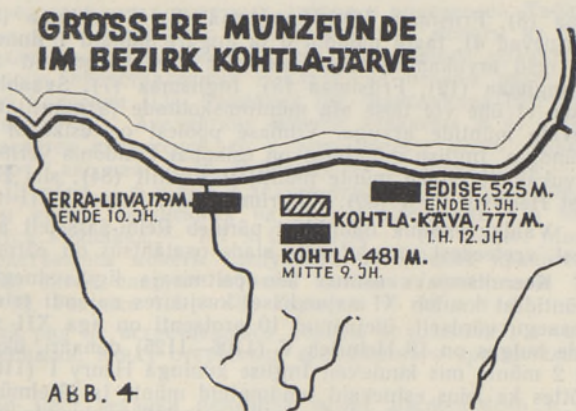 GRÖSSERE MÜNZFUNDE
IM BEZIRK KOHTLA-JÄRVE
ERRA-LIIVA, 179M.
ENDE 10. JH.
EDISE, 525 M.
ENDE 11. JH.
KOHTLA-KÄVA, 777 M.
1. H. 12. JH
KOHTLA, 481 M.
MITTE 9. JH.
ABB. 4